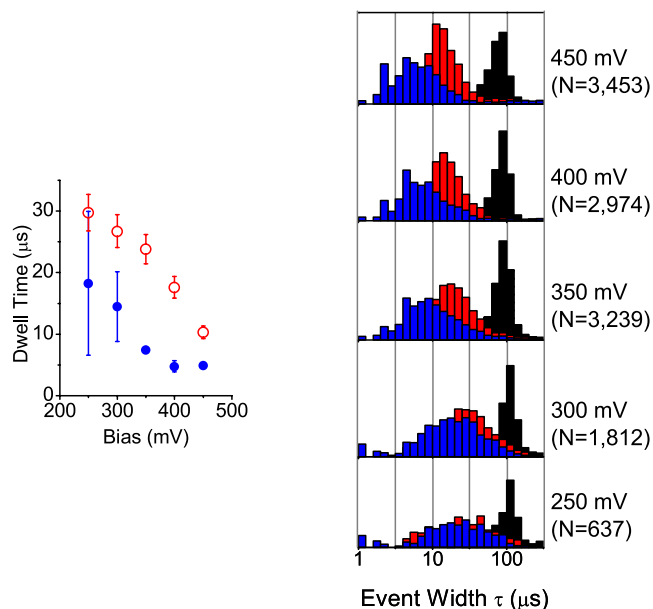 30
20
10
0
200
300
400
500
Dwell Time (μs)
Bias (mV)
450 mV
(N=3,453)
400 mV
(N=2,974)
350 mV
(N=3,239)
300 mV
(N=1,812)
250 mV
(N=637)
1
10
100
Event Width τ (μs)